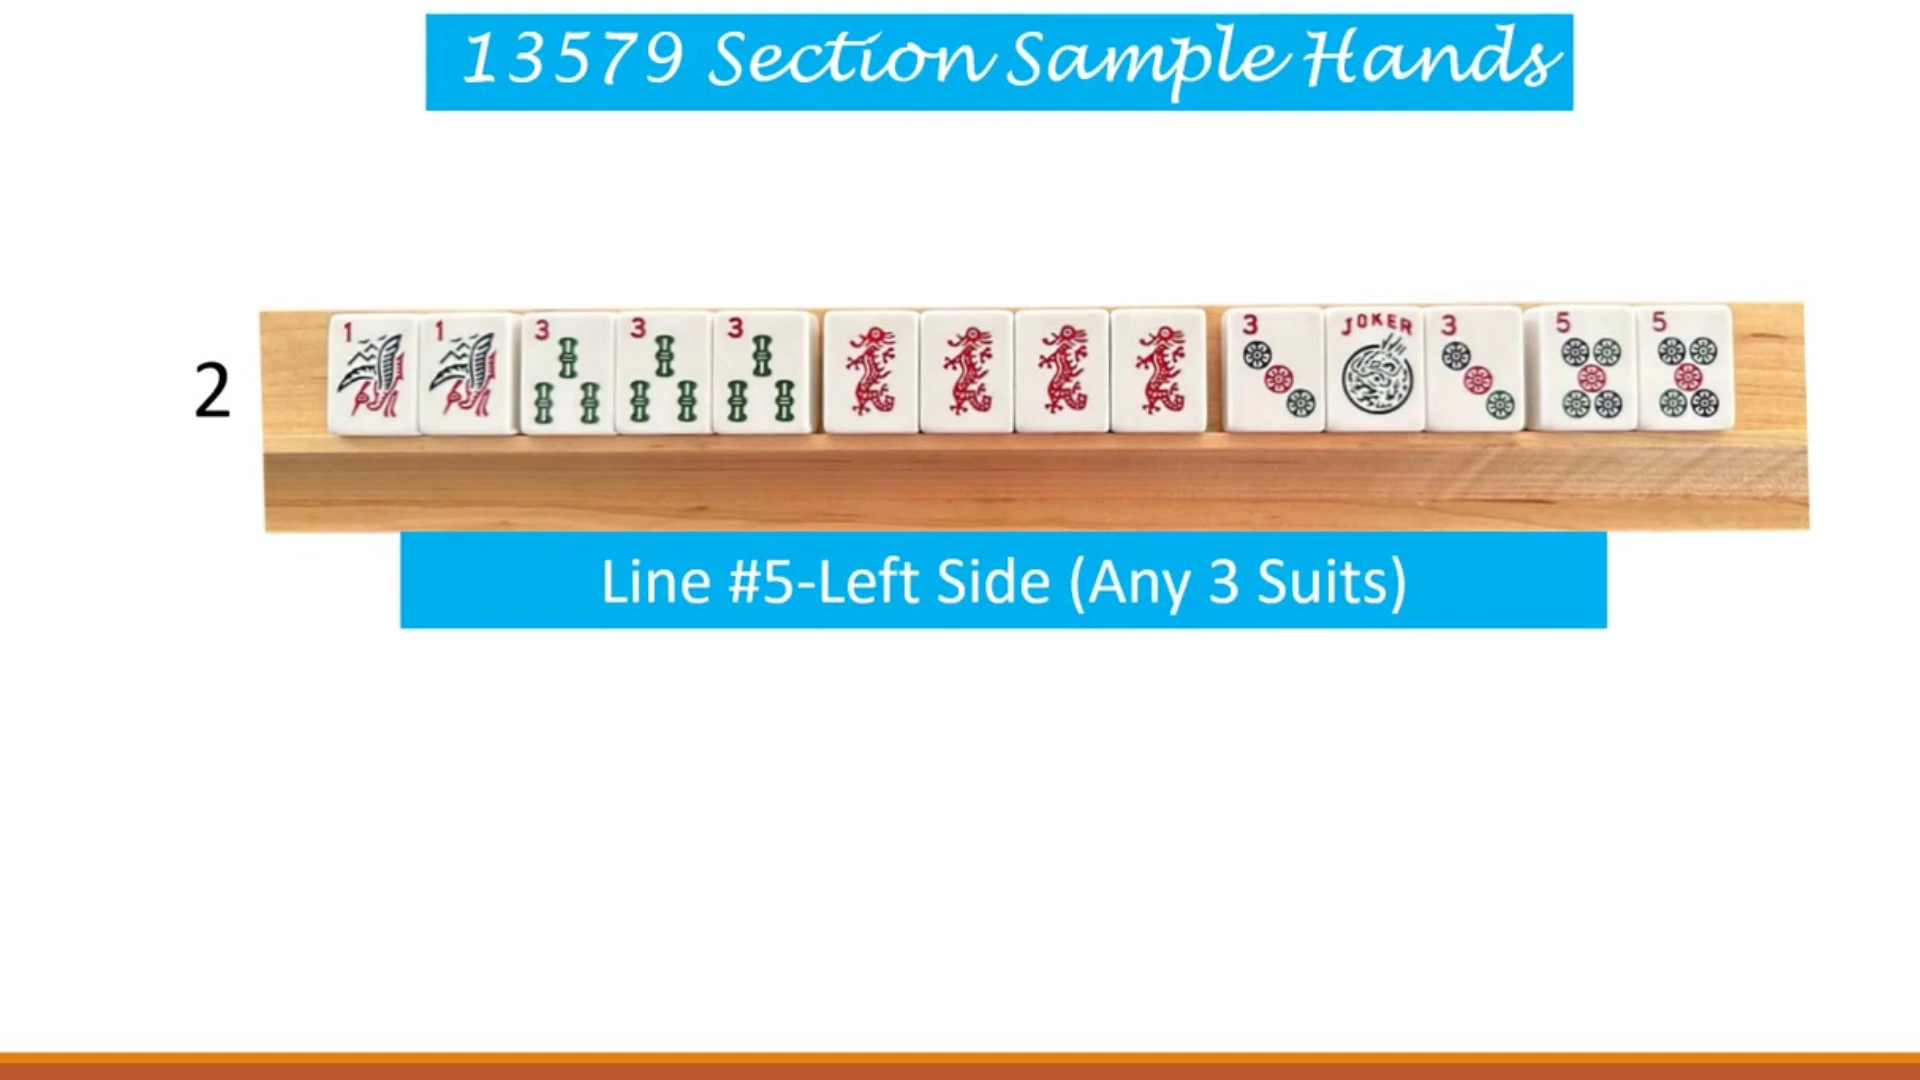 13579 Section Sample Hands
2
1 1 3 3 3 3 JOKER 3 5 5
Line #5-Left Side (Any 3 Suits)